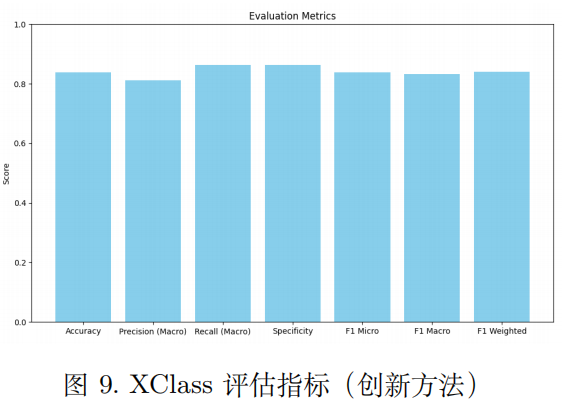 Evaluation Metrics
1.0
0.8
0.6
0.4
0.2
0.0
Score
Accuracy Precision (Macro) Recall (Macro) Specificity F1 Micro F1 Macro F1 Weighted
图 9. XClass 评估指标（创新方法）